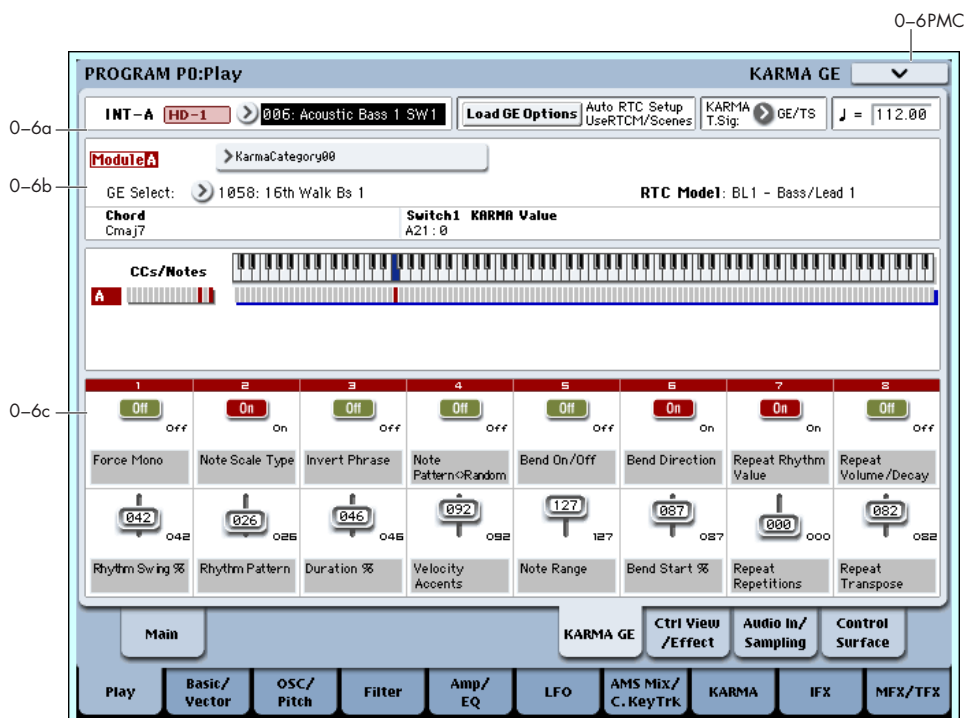 0–6PMC
PROGRAM P0:Play
KARMA GE
0–6a
INT–A HD-1 006: Acoustic Bass 1 SW1
Load GE Options
Auto RTC Setup
UseRTCM/Scenes
KARMA
T.Sig:
GE/TS
♩ = 112.00
0–6b
Module A
KarmaCategory00
GE Select: 1058: 16th Walk Bs 1
RTC Model: BL1 - Bass/Lead 1
Chord
Cmaj7
Switch1 KARMA Value
A21:0
CCs/Notes
A
1 2 3 4 5 6 7 8
0–6c
Off On Off Off Off On On Off
Off On Off Off Off On On Off
Force Mono
Note Scale Type
Invert Phrase
Note
Pattern<>Random
Bend On/Off
Bend Direction
Repeat Rhythm
Value
Repeat
Volume/Decay
042 026 046 092 127 087 000 082
042 026 046 092 127 087 000 082
Rhythm Swing %
Rhythm Pattern
Duration %
Velocity
Accents
Note Range
Bend Start %
Repeat
Repetitions
Repeat
Transpose
Main
KARMA GE
Ctrl View
/Effect
Audio In/
Sampling
Control
Surface
Play
Basic/
Vector
OSC/
Pitch
Filter
Amp/
EQ
LFO
AMS Mix/
C.KeyTrk
KARMA
IFX
MFX/TFX